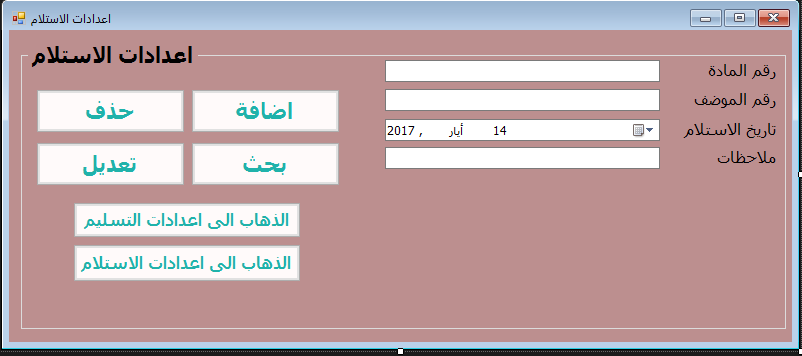 اعدادات الاستلام
اعدادات الاستلام
رقم المادة
رقم الموضف
تاريخ الاستلام
14 أيار , 2017
ملاحظات
اضافة
حذف
بحث
تعديل
الذهاب الى اعدادات التسليم
الذهاب الى اعدادات الاستلام